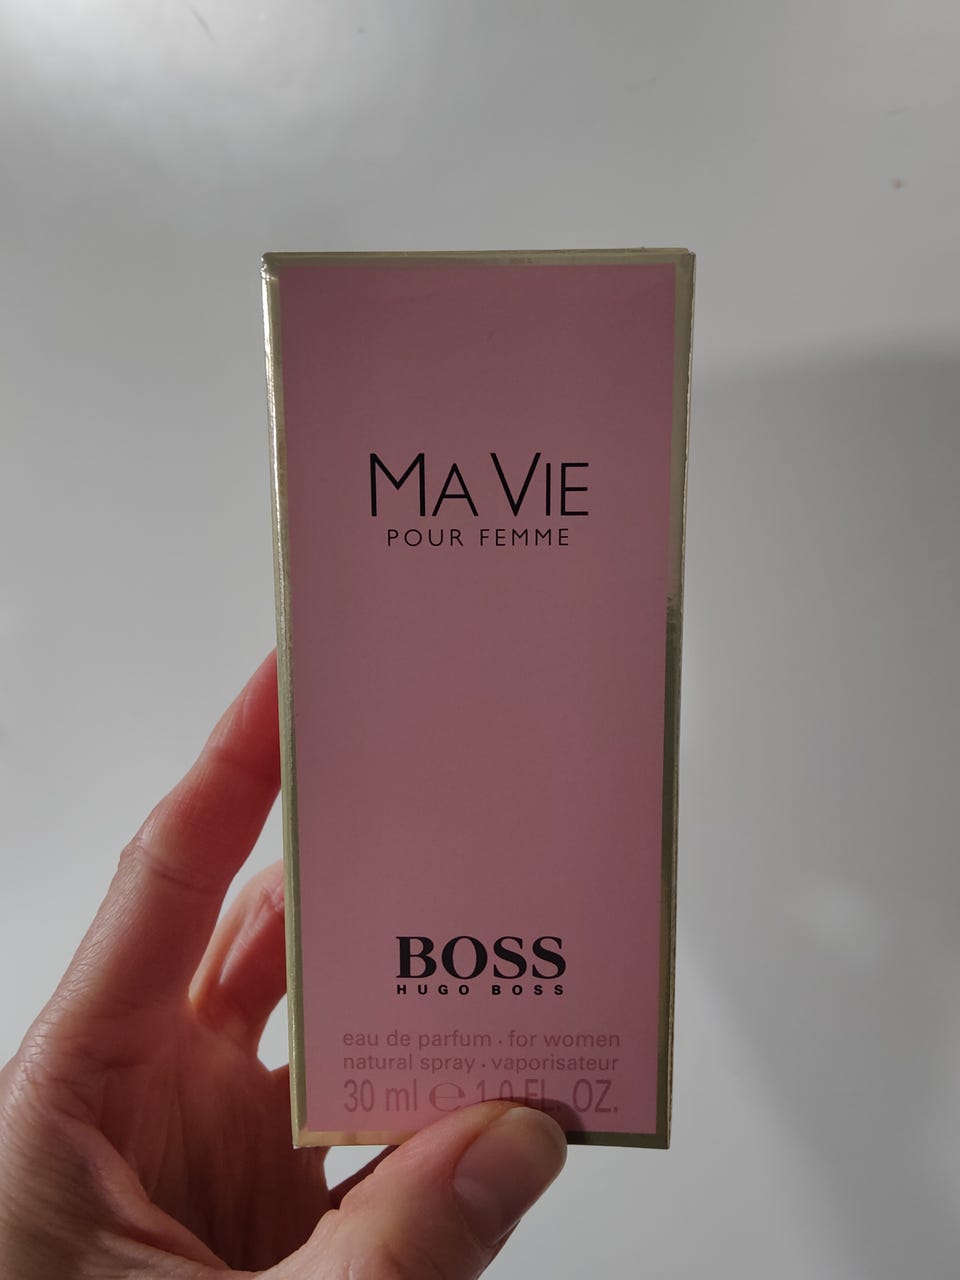 MA VIE
POUR FEMME
BOSS
HUGO BOSS
eau de parfum · for women
natural spray · vaporisateur
30 ml ℮ 1.0 FL. OZ.